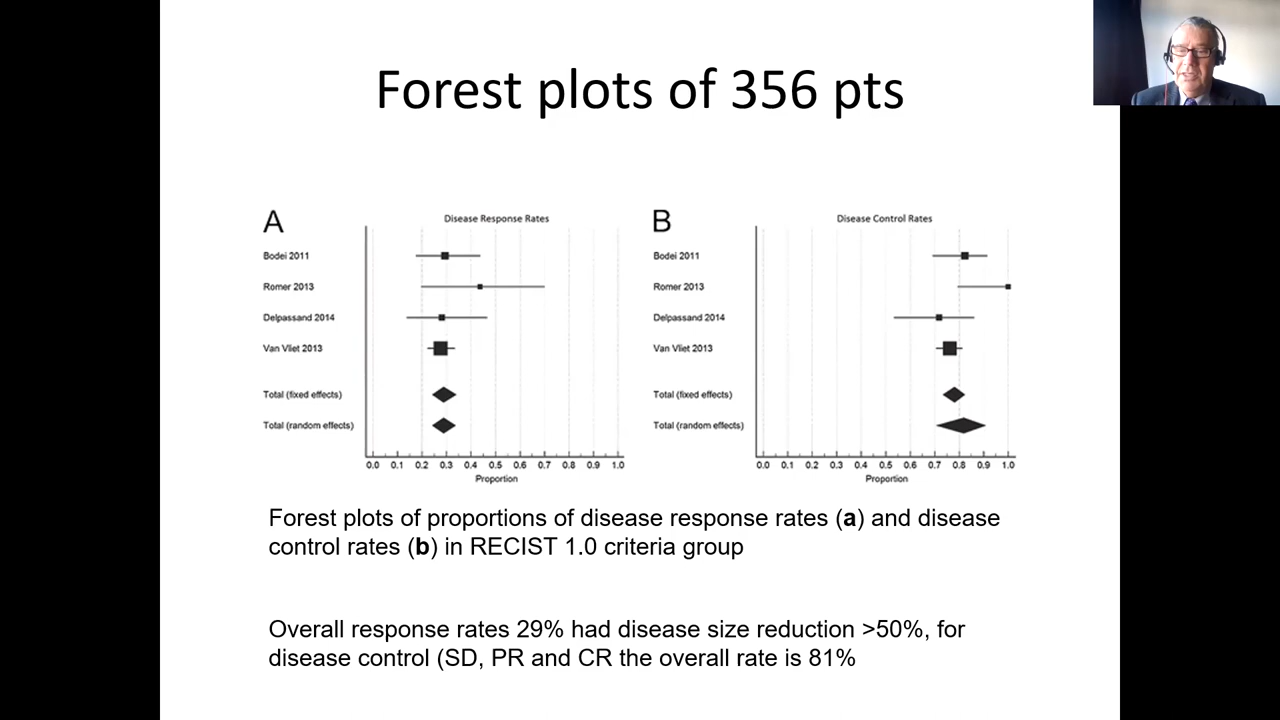 Forest plots of 356 pts
A
Disease Response Rates
Bodei 2011
Romer 2013
Delpassand 2014
Van Vliet 2013
Total (fixed effects)
Total (random effects)
0.0 0.1 0.2 0.3 0.4 0.5 0.6 0.7 0.8 0.9 1.0
Proportion
B
Disease Control Rates
Bodei 2011
Romer 2013
Delpassand 2014
Van Vliet 2013
Total (fixed effects)
Total (random effects)
0.0 0.1 0.2 0.3 0.4 0.5 0.6 0.7 0.8 0.9 1.0
Proportion
Forest plots of proportions of disease response rates (a) and disease
control rates (b) in RECIST 1.0 criteria group
Overall response rates 29% had disease size reduction >50%, for
disease control (SD, PR and CR the overall rate is 81%